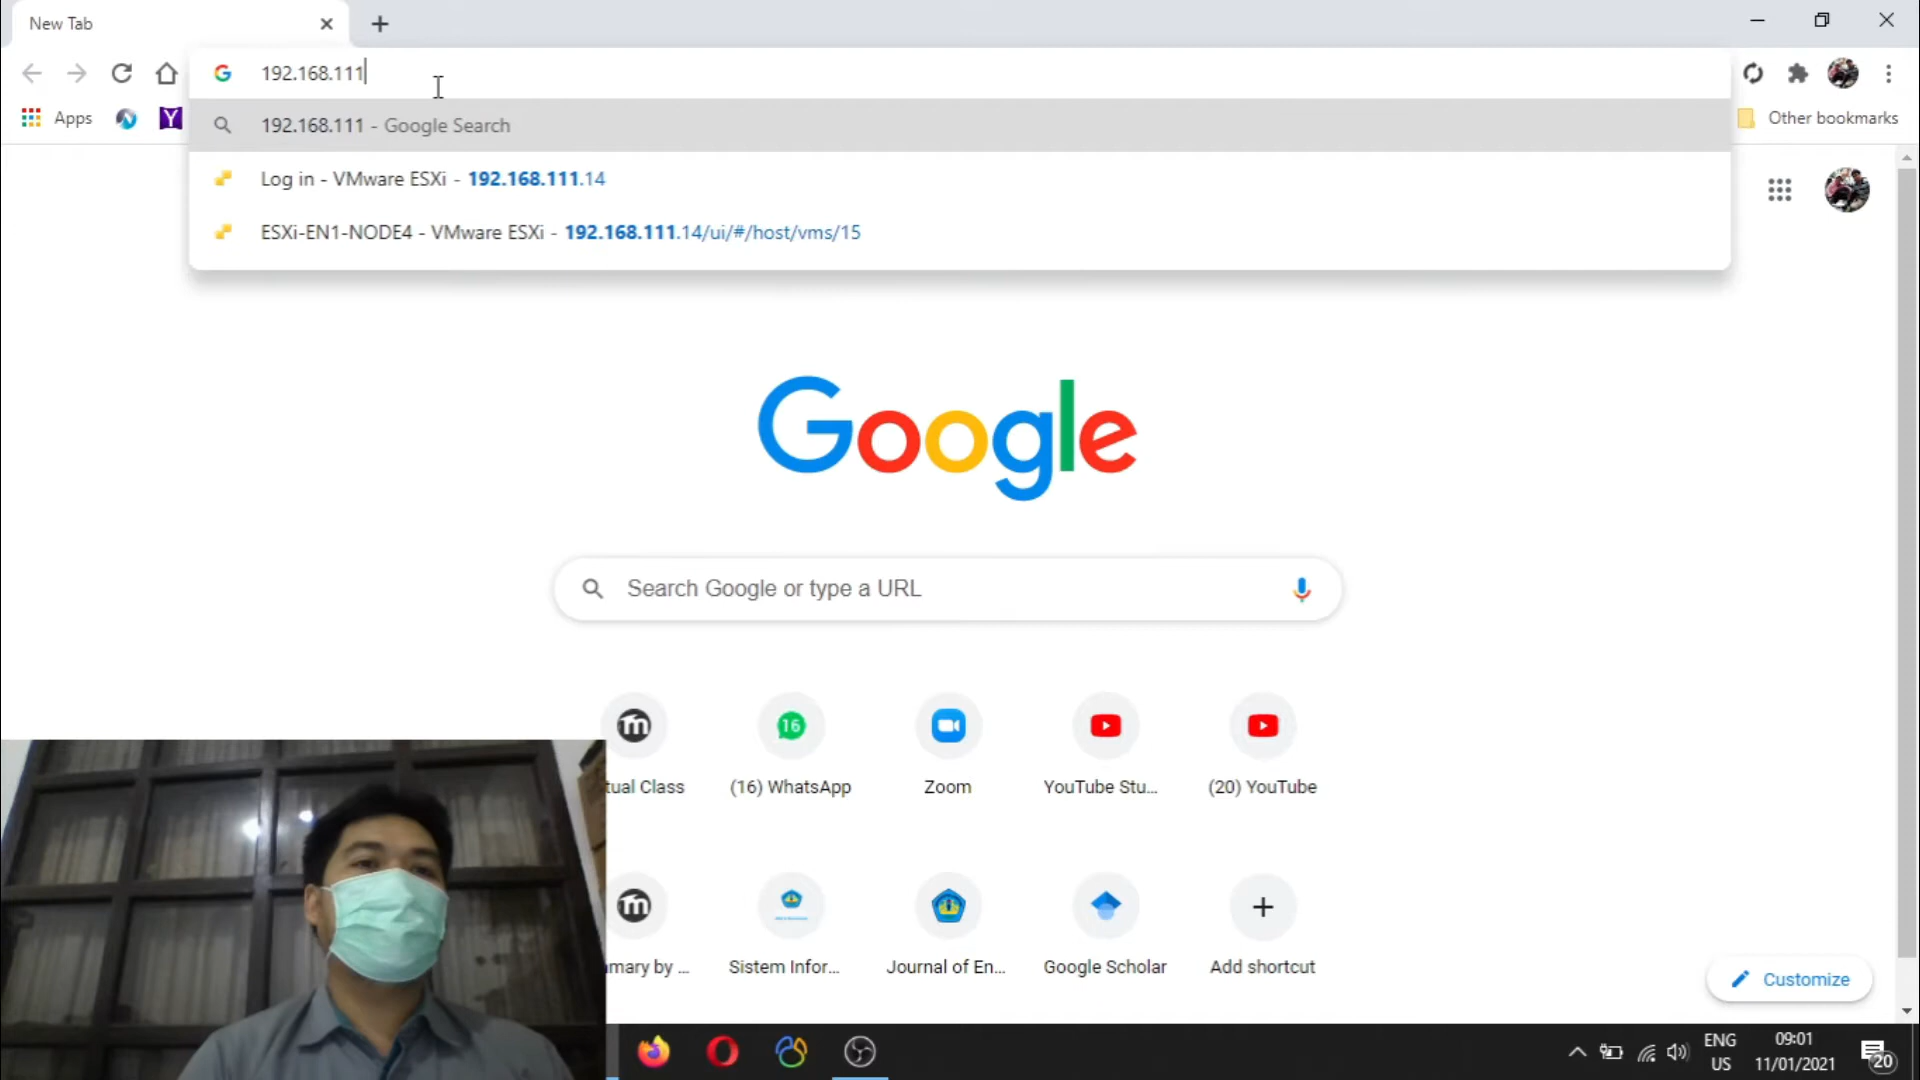 New Tab
192.168.111
192.168.111 - Google Search
Log in - VMware ESXi - 192.168.111.14
ESXi-EN1-NODE4 - VMware ESXi - 192.168.111.14/ui/#/host/vms/15
Apps
Y
Other bookmarks
Google
Search Google or type a URL
16
tual Class
(16) WhatsApp
Zoom
YouTube Stu...
(20) YouTube
mary by ...
Sistem Infor...
Journal of En...
Google Scholar
Add shortcut
Customize
ENG
US
09:01
11/01/2021
20